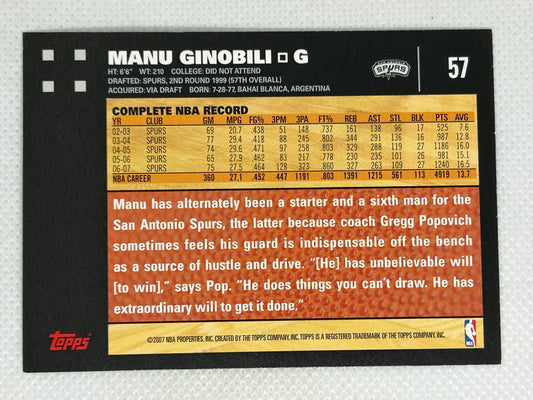 MANU GINOBILI G
HT: 6'6" WT: 210 COLLEGE: DID NOT ATTEND
DRAFTED: SPURS, 2ND ROUND 1999 (57TH OVERALL)
ACQUIRED: VIA DRAFT BORN: 7-28-77, BAHAI BLANCA, ARGENTINA
SPURS
57
COMPLETE NBA RECORD
YR CLUB GM MPG FG% 3PM 3PA FT% REB AST STL BLK PTS AVG
02-03 SPURS 69 20.7 .438 51 148 .737 161 138 96 17 525 7.6
03-04 SPURS 77 29.4 .418 84 .802 12.8
04-05 SPURS 74 29.6 .471 97 258 .803 329 1186 16.0
05-06 SPURS 65 27.9 .462 83 217 .778 230 235 101 26 981 15.1
06-07 SPURS 75 27.5 .464 128 323 .860 327 263 109 27 1240 16.5
NBA CAREER 360 27.1 .452 447 1191 .803 1391 1215 561 113 4919 13.7
Manu has alternately been a starter and a sixth man for the
San Antonio Spurs, the latter because coach Gregg Popovich
sometimes feels his guard is indispensable off the bench
as a source of hustle and drive. "[He] has unbelievable will
[to win]," says Pop. "He does things you can't draw. He has
extraordinary will to get it done."
Topps
©2007 NBA PROPERTIES, INC. CREATED BY THE TOPPS COMPANY, INC. TOPPS IS A REGISTERED TRADEMARK OF THE TOPPS COMPANY, INC.
NBA